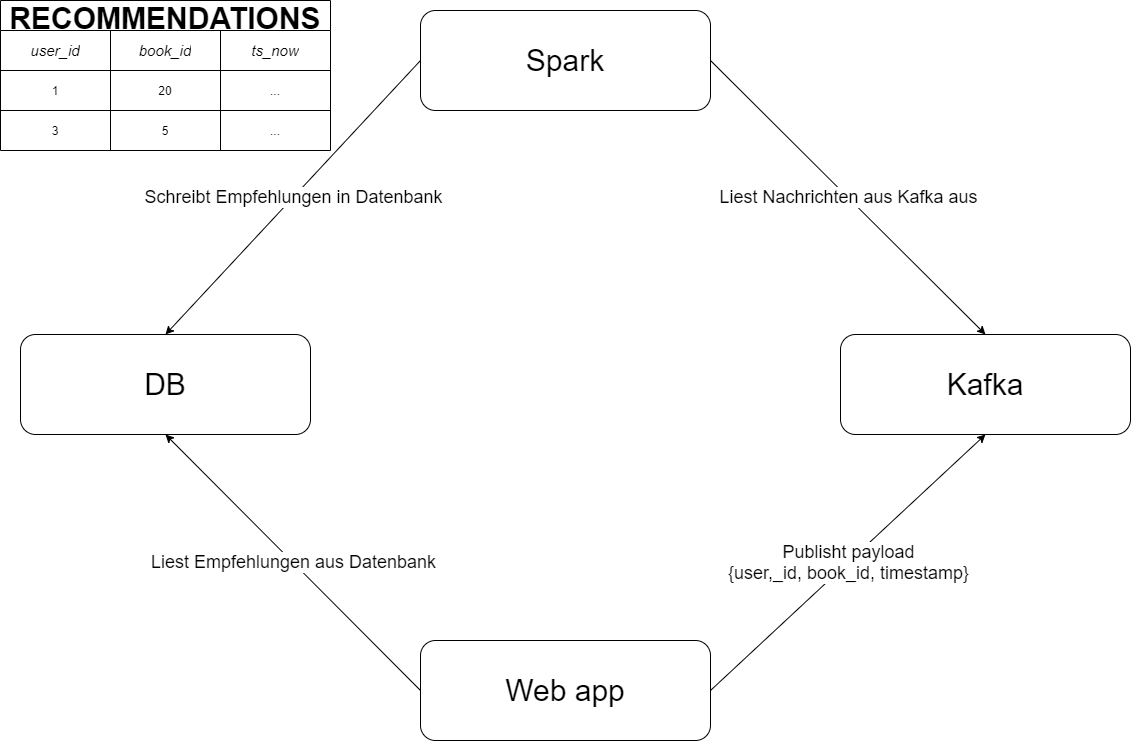 RECOMMENDATIONS
user_id book_id ts_now
1 20 ...
3 5 ...
Spark
Schreibt Empfehlungen in Datenbank
Liest Nachrichten aus Kafka aus
DB
Kafka
Liest Empfehlungen aus Datenbank
Publisht payload
{user,_id, book_id, timestamp}
Web app